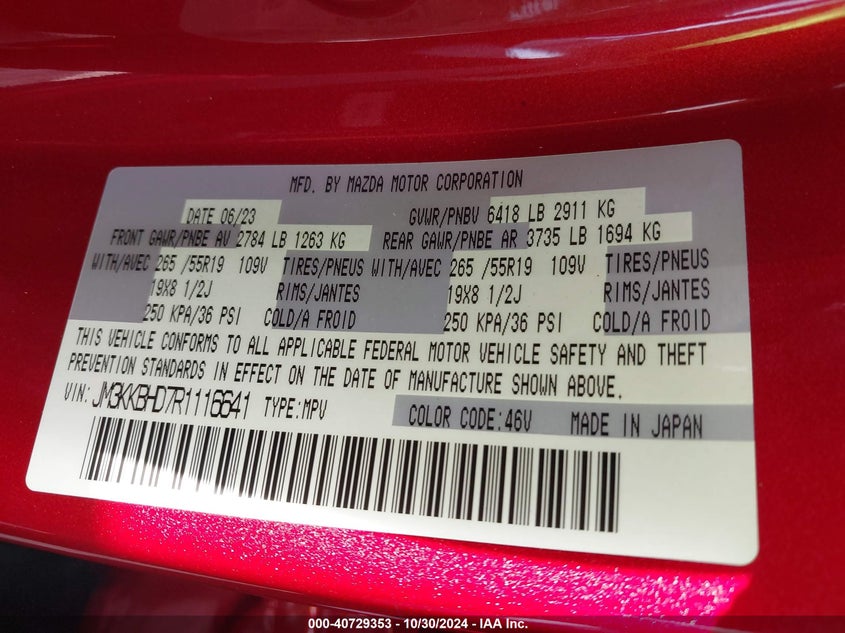 MFD. BY MAZDA MOTOR CORPORATION
DATE 06/23 GVWR/PNBV 6418 LB 2911 KG
FRONT GAWR/PNBE AV 2784 LB 1263 KG REAR GAWR/PNBE AR 3735 LB 1694 KG
WITH/AVEC 265 /55R19 109V TIRES/PNEUS WITH/AVEC 265 /55R19 109V TIRES/PNEUS
19X8 1/2J RIMS/JANTES 19X8 1/2J RIMS/JANTES
250 KPA/36 PSI COLD/A FROID 250 KPA/36 PSI COLD/A FROID
THIS VEHICLE CONFORMS TO ALL APPLICABLE FEDERAL MOTOR VEHICLE SAFETY AND THEFT
PREVENTION STANDARDS IN EFFECT ON THE DATE OF MANUFACTURE SHOWN ABOVE.
VIN: JM3KKBHD7R1116641 TYPE:MPV COLOR CODE:46V MADE IN JAPAN
000-40729353 - 10/30/2024 - IAA Inc.